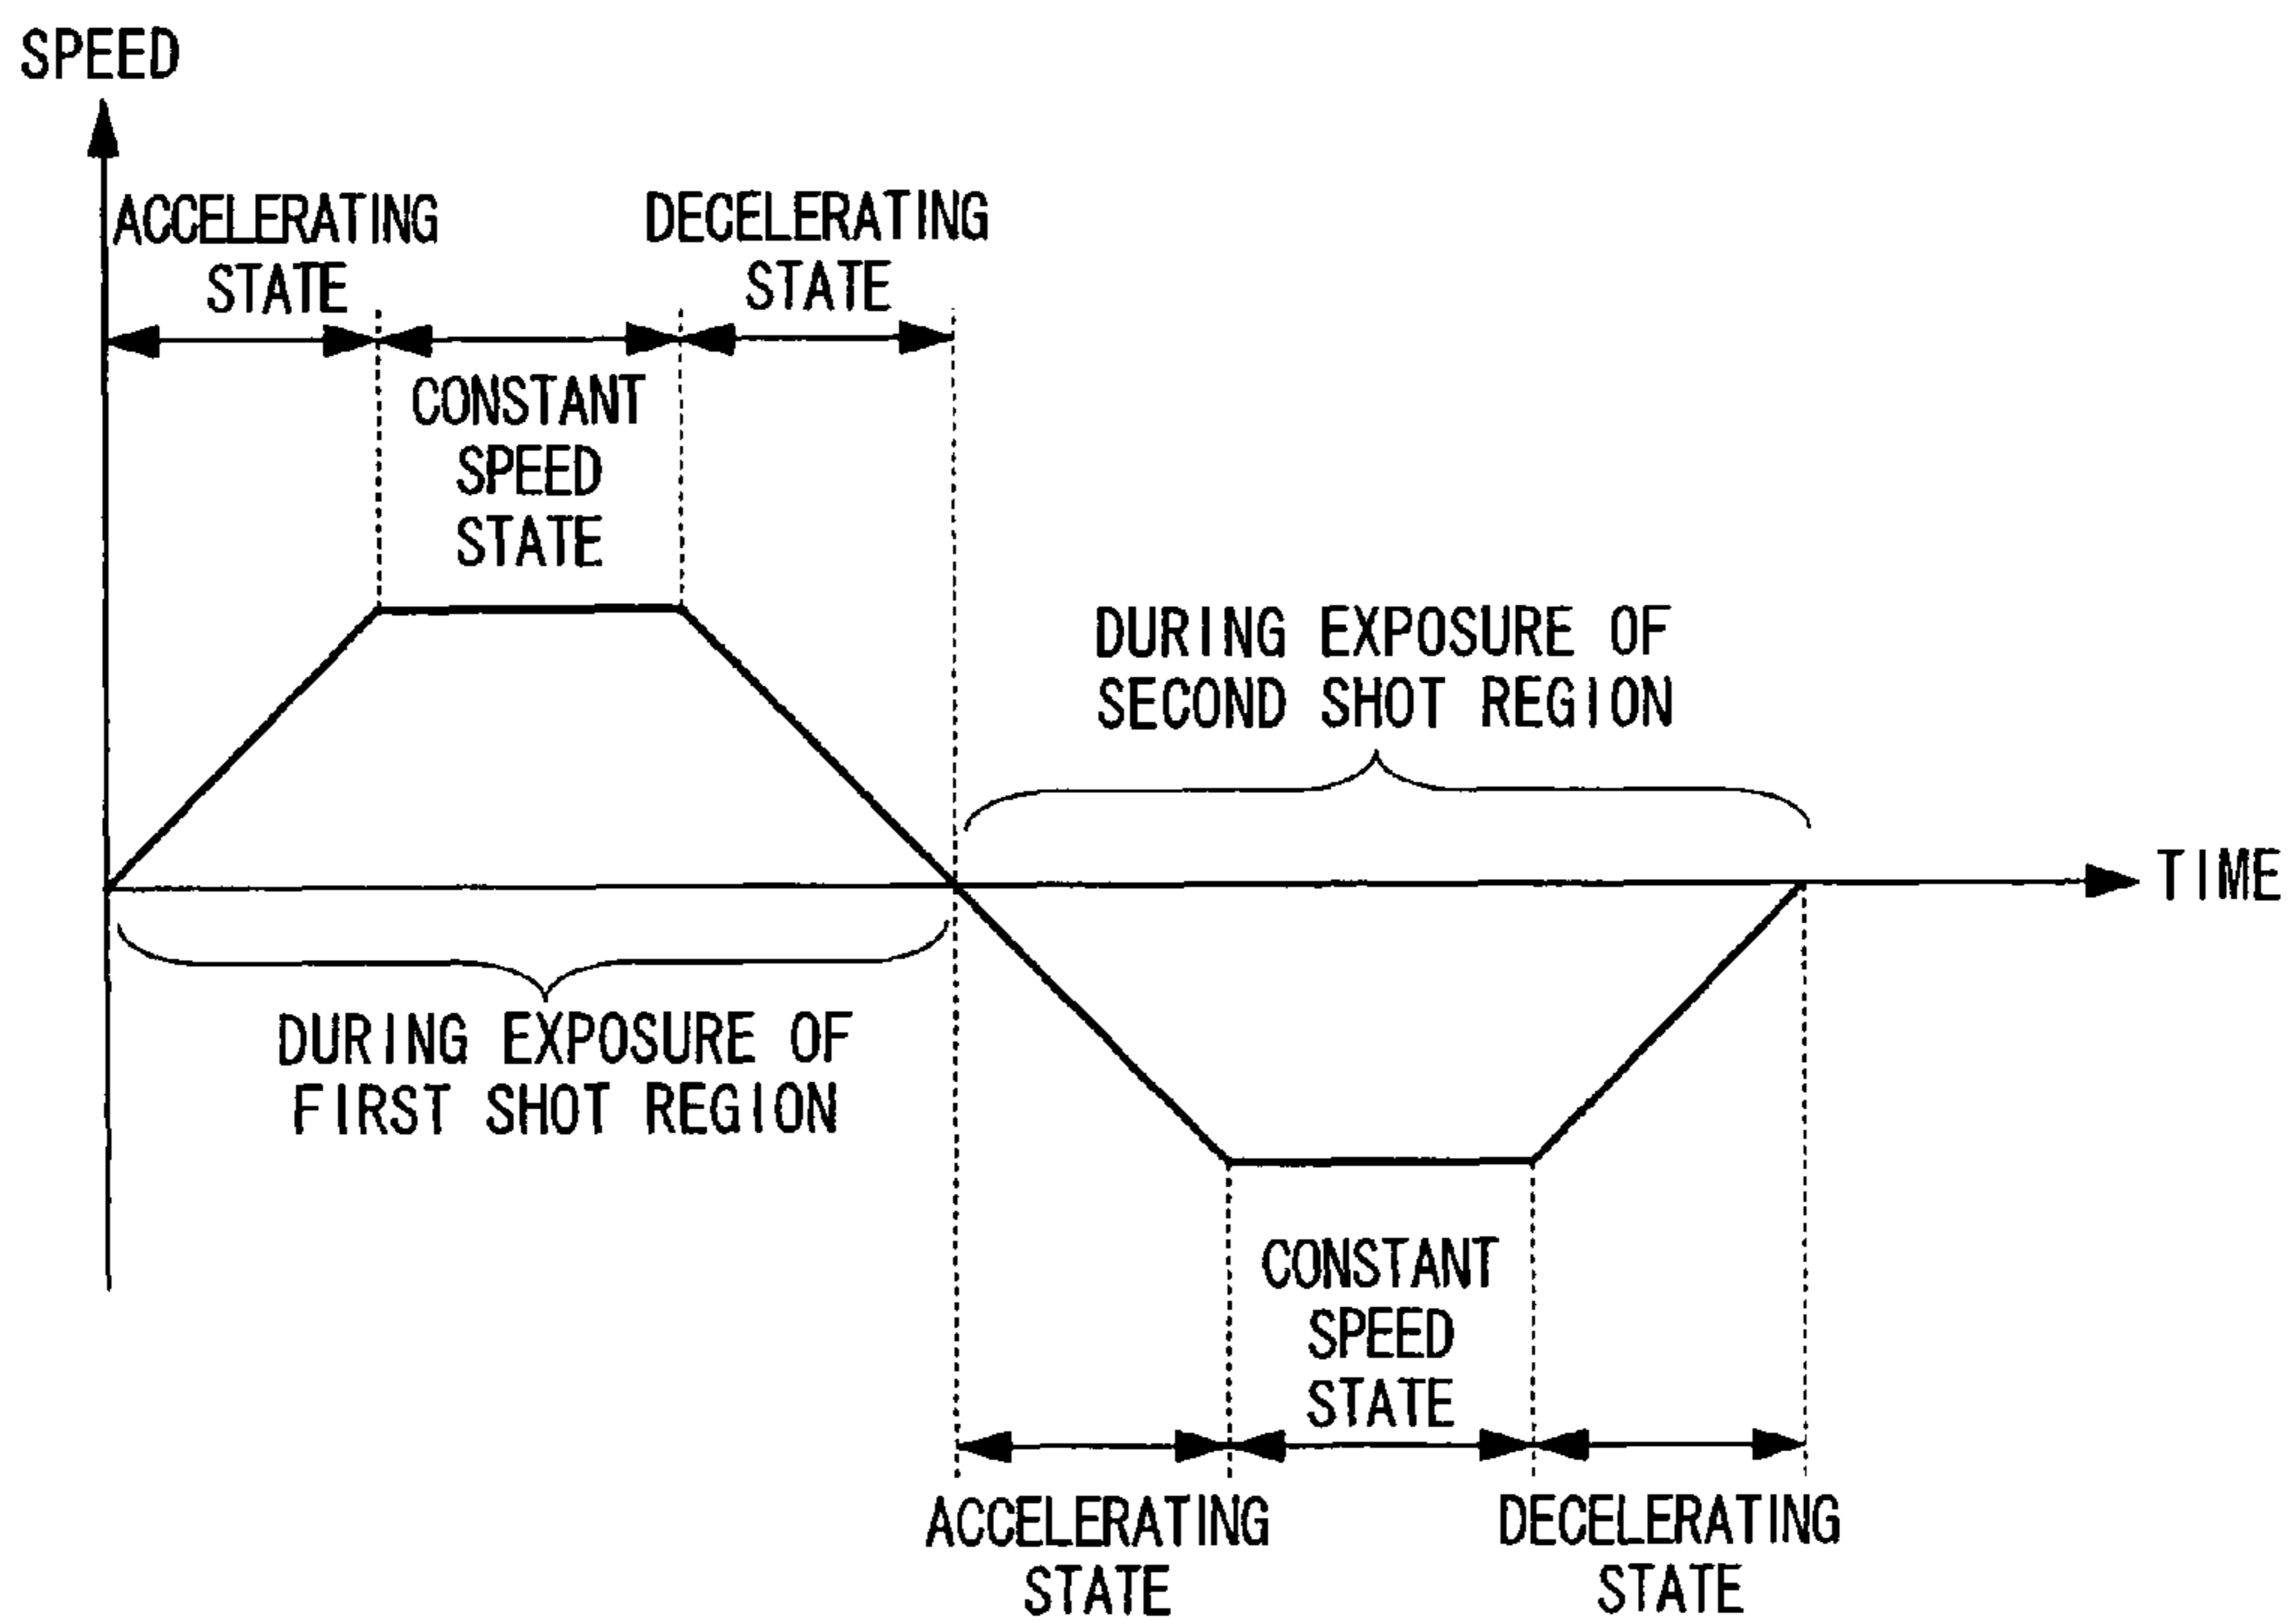 SPEED
ACCELERATING
STATE
DECELERATING
STATE
CONSTANT
SPEED
STATE
DURING EXPOSURE OF
SECOND SHOT REGION
TIME
DURING EXPOSURE OF
FIRST SHOT REGION
CONSTANT
SPEED
STATE
ACCELERATING
STATE
DECELERATING
STATE